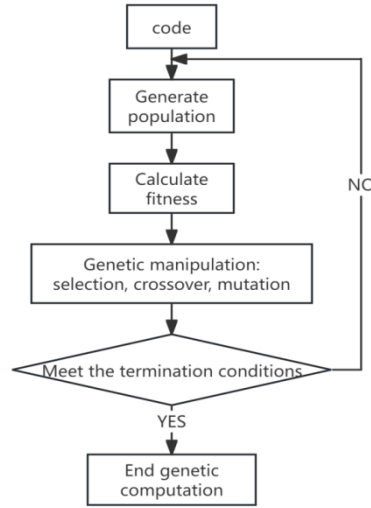 code
Generate
population
Calculate
fitness
NO
Genetic manipulation:
selection, crossover, mutation
Meet the termination conditions
YES
End genetic
computation